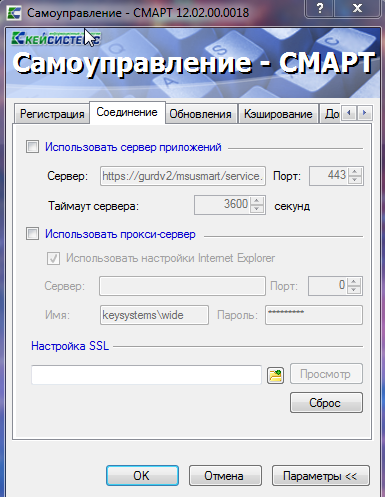 Самоуправление - СМАРТ 12.02.00.0018
КЕЙСИСТЕМС
Самоуправление - СМАРТ
Регистрация Соединение Обновления Кэширование До
Использовать сервер приложений
Сервер: https://gurdv2/msusmart/service. Порт: 443
Таймаут сервера: 3600 секунд
Использовать прокси-сервер
Использовать настройки Internet Explorer
Сервер: Порт: 0
Имя: keysystems\wide Пароль: *********
Настройка SSL
Просмотр
Сброс
OK Отмена Параметры <<